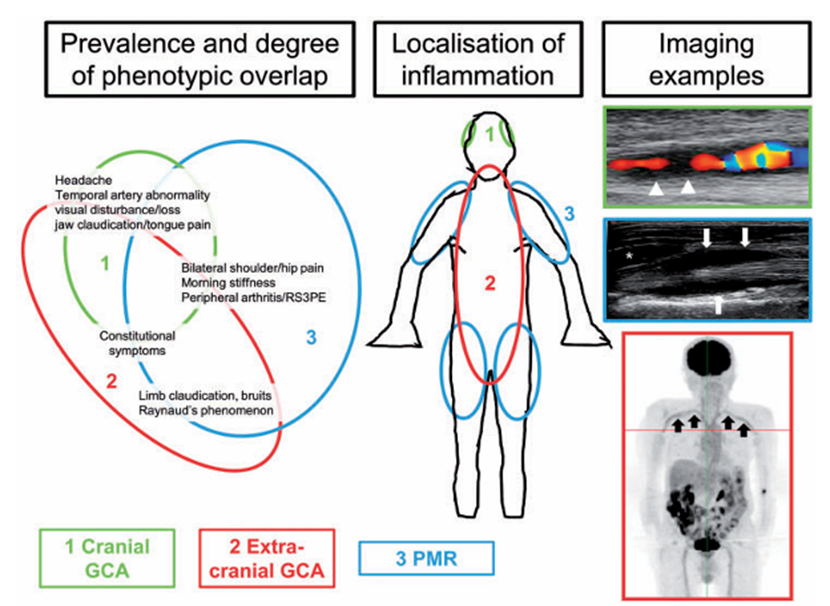 Prevalence and degree
of phenotypic overlap
Localisation of
inflammation
Imaging
examples
Headache
Temporal artery abnormality
visual disturbance/loss
jaw claudication/tongue pain
1
Bilateral shoulder/hip pain
Morning stiffness
Peripheral arthritis/RS3PE
3
Constitutional
symptoms
2
Limb claudication, bruits
Raynaud's phenomenon
1
3
2
*
1 Cranial
GCA
2 Extra-
cranial GCA
3 PMR